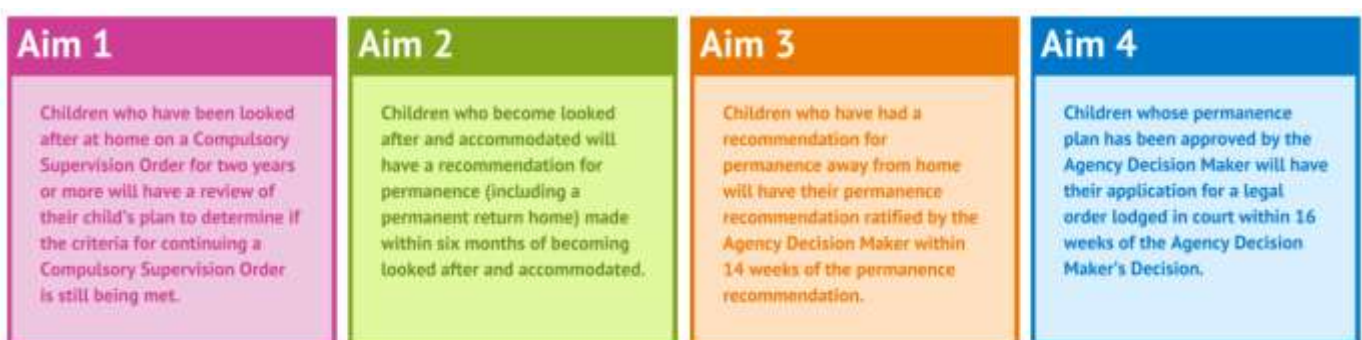 Aim 1
Children who have been looked
after at home on a Compulsory
Supervision Order for two years
or more will have a review of
their child's plan to determine if
the criteria for continuing a
Compulsory Supervision Order
is still being met.
Aim 2
Children who become looked
after and accommodated will
have a recommendation for
permanence (including a
permanent return home) made
within six months of becoming
looked after and accommodated.
Aim 3
Children who have had a
recommendation for
permanence away from home
will have their permanence
recommendation ratified by the
Agency Decision Maker within
14 weeks of the permanence
recommendation.
Aim 4
Children whose permanence
plan has been approved by the
Agency Decision Maker will have
their application for a legal
order lodged in court within 16
weeks of the Agency Decision
Maker's Decision.